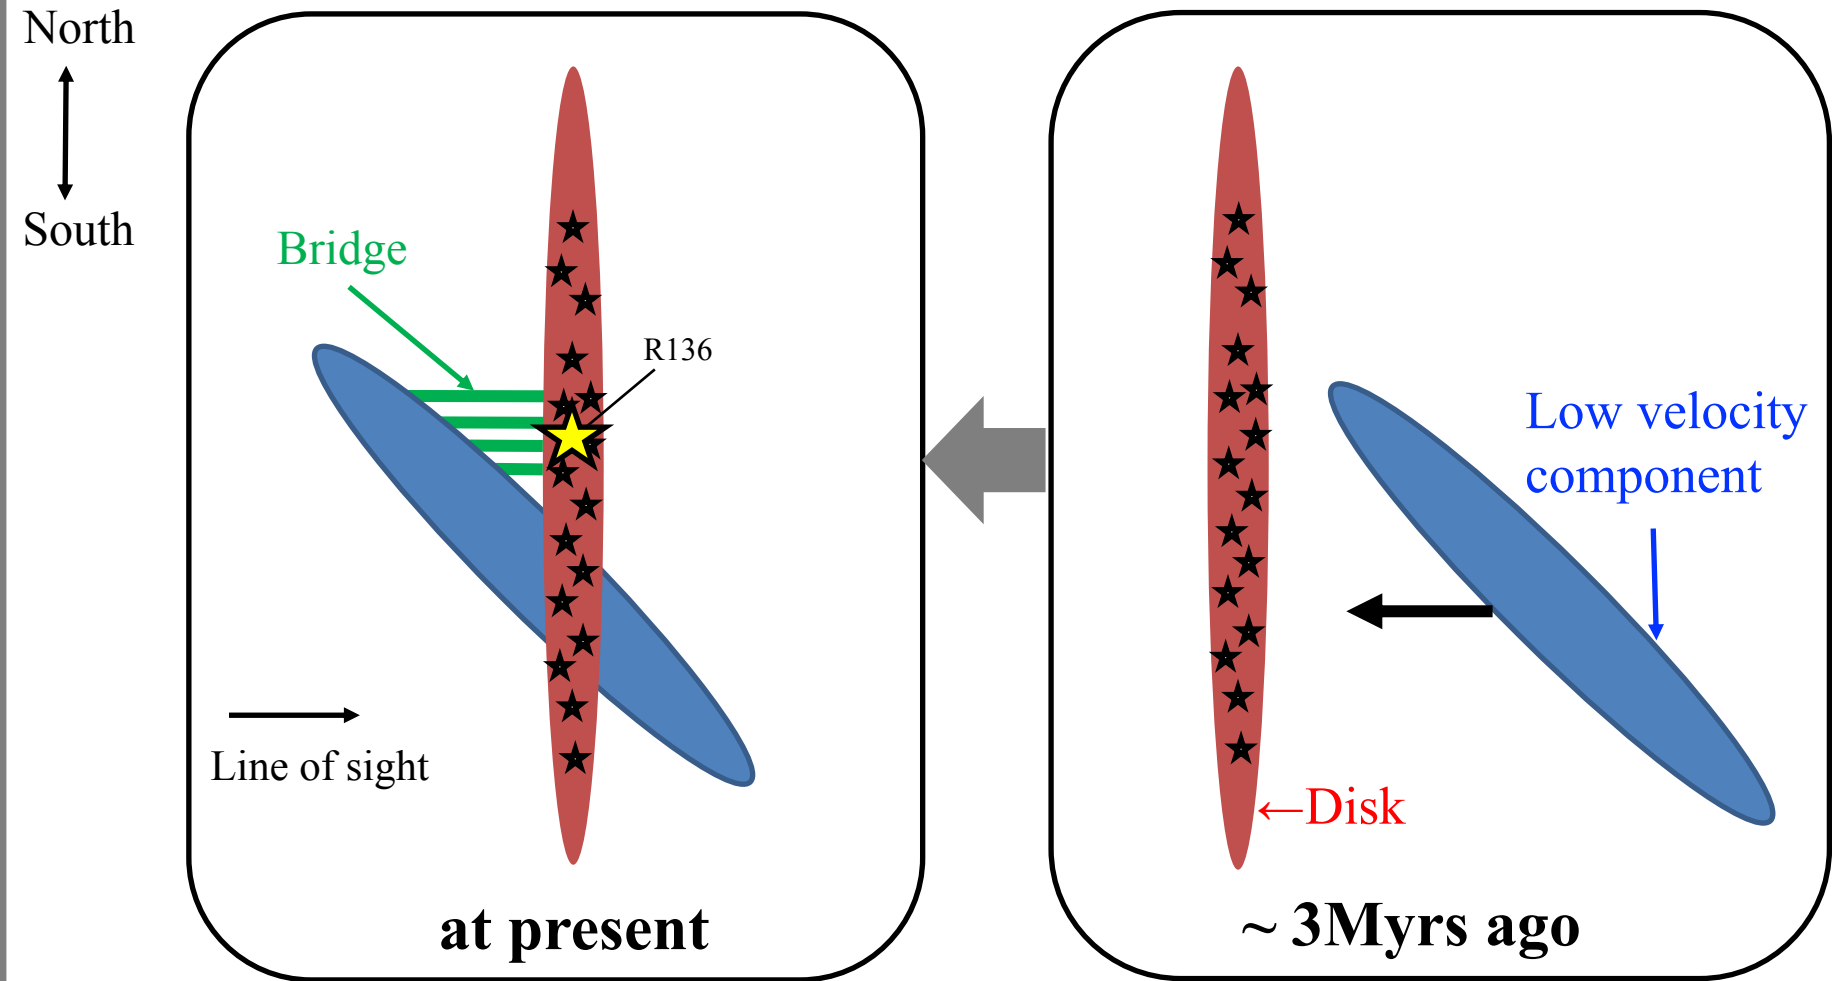 North
South
Bridge
R136
Line of sight
at present
Low velocity
component
←Disk
~ 3Myrs ago